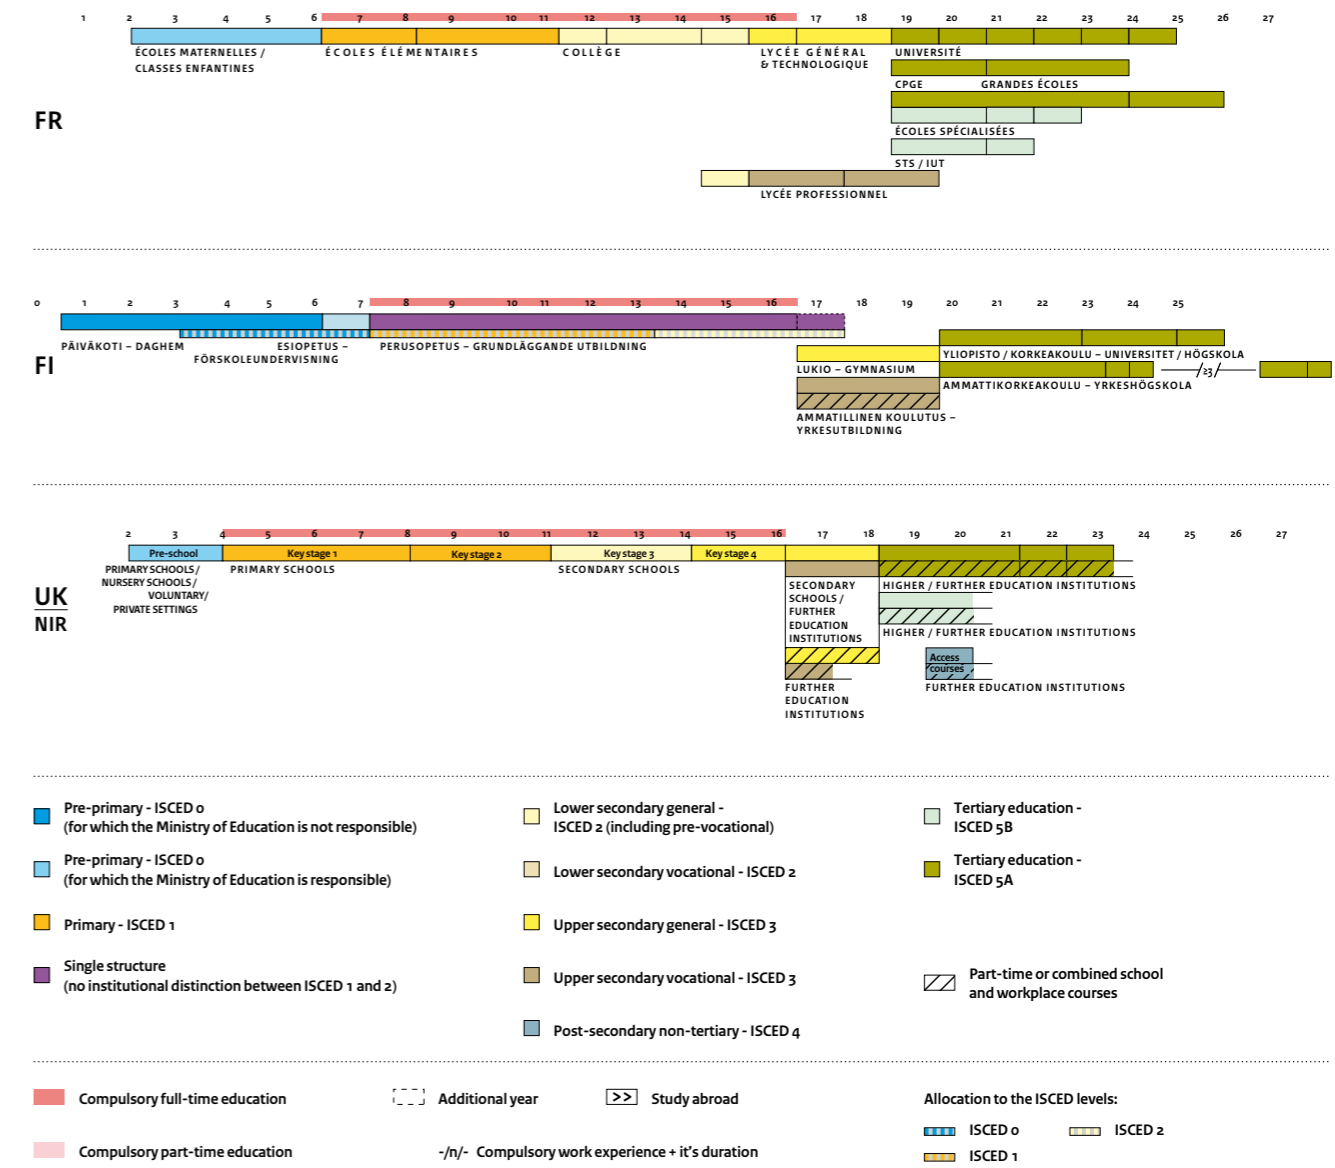 1 2 3 4 5 6 7 8 9 10 11 12 13 14 15 16 17 18 19 20 21 22 23 24 25 26 27
ÉCOLES MATERNELLES /
CLASSES ENFANTINES
ÉCOLES ÉLÉMENTAIRES
COLLÈGE
LYCÉE GÉNÉRAL
& TECHNOLOGIQUE
UNIVERSITÉ
CPGE GRANDES ÉCOLES
FR
ÉCOLES SPÉCIALISÉES
STS / IUT
LYCÉE PROFESSIONNEL
0 1 2 3 4 5 6 7 8 9 10 11 12 13 14 15 16 17 18 19 20 21 22 23 24 25
PÄIVÄKOTI – DAGHEM
ESIOPETUS –
FÖRSKOLEUNDERVISNING
PERUSOPETUS – GRUNDLÄGGANDE UTBILDNING
YLIOPISTO / KORKEAKOULU – UNIVERSITET / HÖGSKOLA
FI
LUKIO – GYMNASIUM
≥3
AMMATTIKORKEAKOULU – YRKESHÖGSKOLA
AMMATILLINEN KOULUTUS –
YRKESUTBILDNING
2 3 4 5 6 7 8 9 10 11 12 13 14 15 16 17 18 19 20 21 22 23 24 25 26 27
Pre-school Key stage 1 Key stage 2 Key stage 3 Key stage 4
PRIMARY SCHOOLS /
NURSERY SCHOOLS /
VOLUNTARY/
PRIVATE SETTINGS
PRIMARY SCHOOLS
SECONDARY SCHOOLS
UK
NIR
SECONDARY
SCHOOLS /
FURTHER
EDUCATION
INSTITUTIONS
HIGHER / FURTHER EDUCATION INSTITUTIONS
HIGHER / FURTHER EDUCATION INSTITUTIONS
Access
courses
FURTHER
EDUCATION
INSTITUTIONS
FURTHER EDUCATION INSTITUTIONS
Pre-primary - ISCED 0
(for which the Ministry of Education is not responsible)
Pre-primary - ISCED 0
(for which the Ministry of Education is responsible)
Primary - ISCED 1
Single structure
(no institutional distinction between ISCED 1 and 2)
Lower secondary general -
ISCED 2 (including pre-vocational)
Lower secondary vocational - ISCED 2
Upper secondary general - ISCED 3
Upper secondary vocational - ISCED 3
Post-secondary non-tertiary - ISCED 4
Tertiary education -
ISCED 5B
Tertiary education -
ISCED 5A
Part-time or combined school
and workplace courses
Compulsory full-time education
Compulsory part-time education
Additional year
>> Study abroad
-/n/- Compulsory work experience + it's duration
Allocation to the ISCED levels:
ISCED 0 ISCED 2
ISCED 1